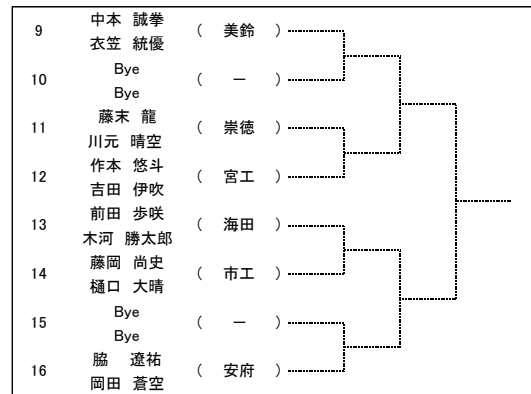 中本 誠拳
9 ( 美鈴 )
衣笠 統優
Bye
10 ( ー )
Bye
藤末 龍
11 ( 崇徳 )
川元 晴空
作本 悠斗
12 ( 宮工 )
吉田 伊吹
前田 歩咲
13 ( 海田 )
木河 勝太郎
藤岡 尚史
14 ( 市工 )
樋口 大晴
Bye
15 ( ー )
Bye
脇 遼祐
16 ( 安府 )
岡田 蒼空